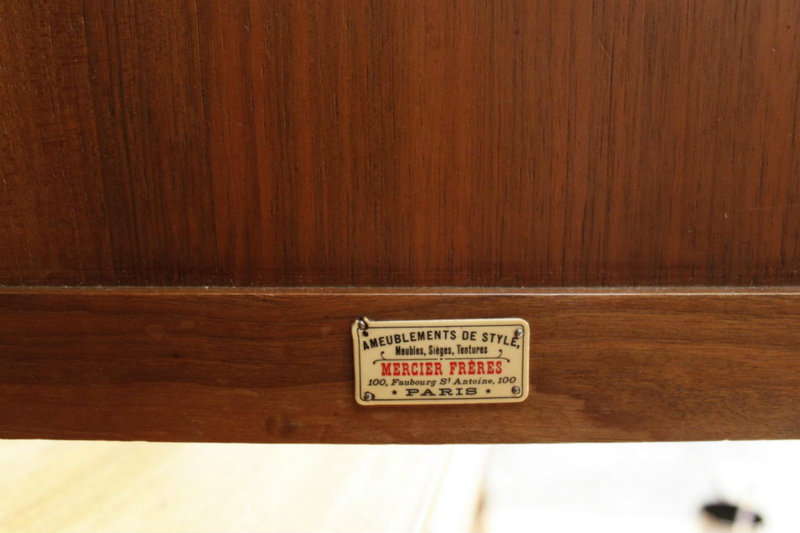 AMEUBLEMENTS DE STYLE,
Meubles, Sièges, Tentures
MERCIER FRÈRES
100, Faubourg St Antoine, 100
★ PARIS ★